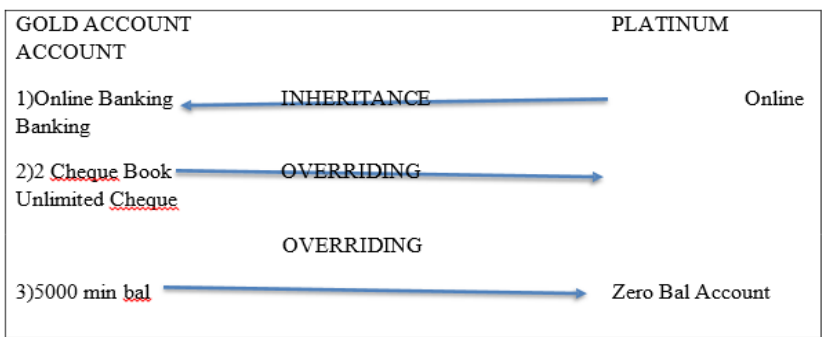 GOLD ACCOUNT PLATINUM
ACCOUNT
1)Online Banking INHERITANCE Online
Banking
2)2 Cheque Book OVERRIDING
Unlimited Cheque
OVERRIDING
3)5000 min bal Zero Bal Account